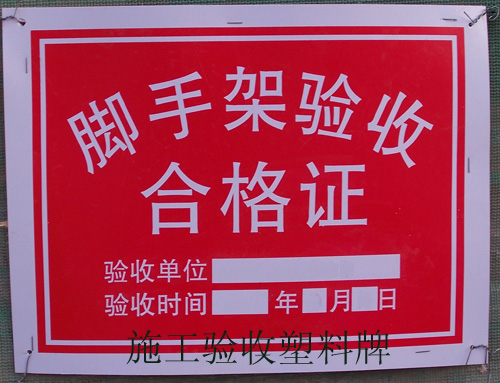 脚手架验收
合格证
验收单位
验收时间 年 月 日
施工验收塑料牌